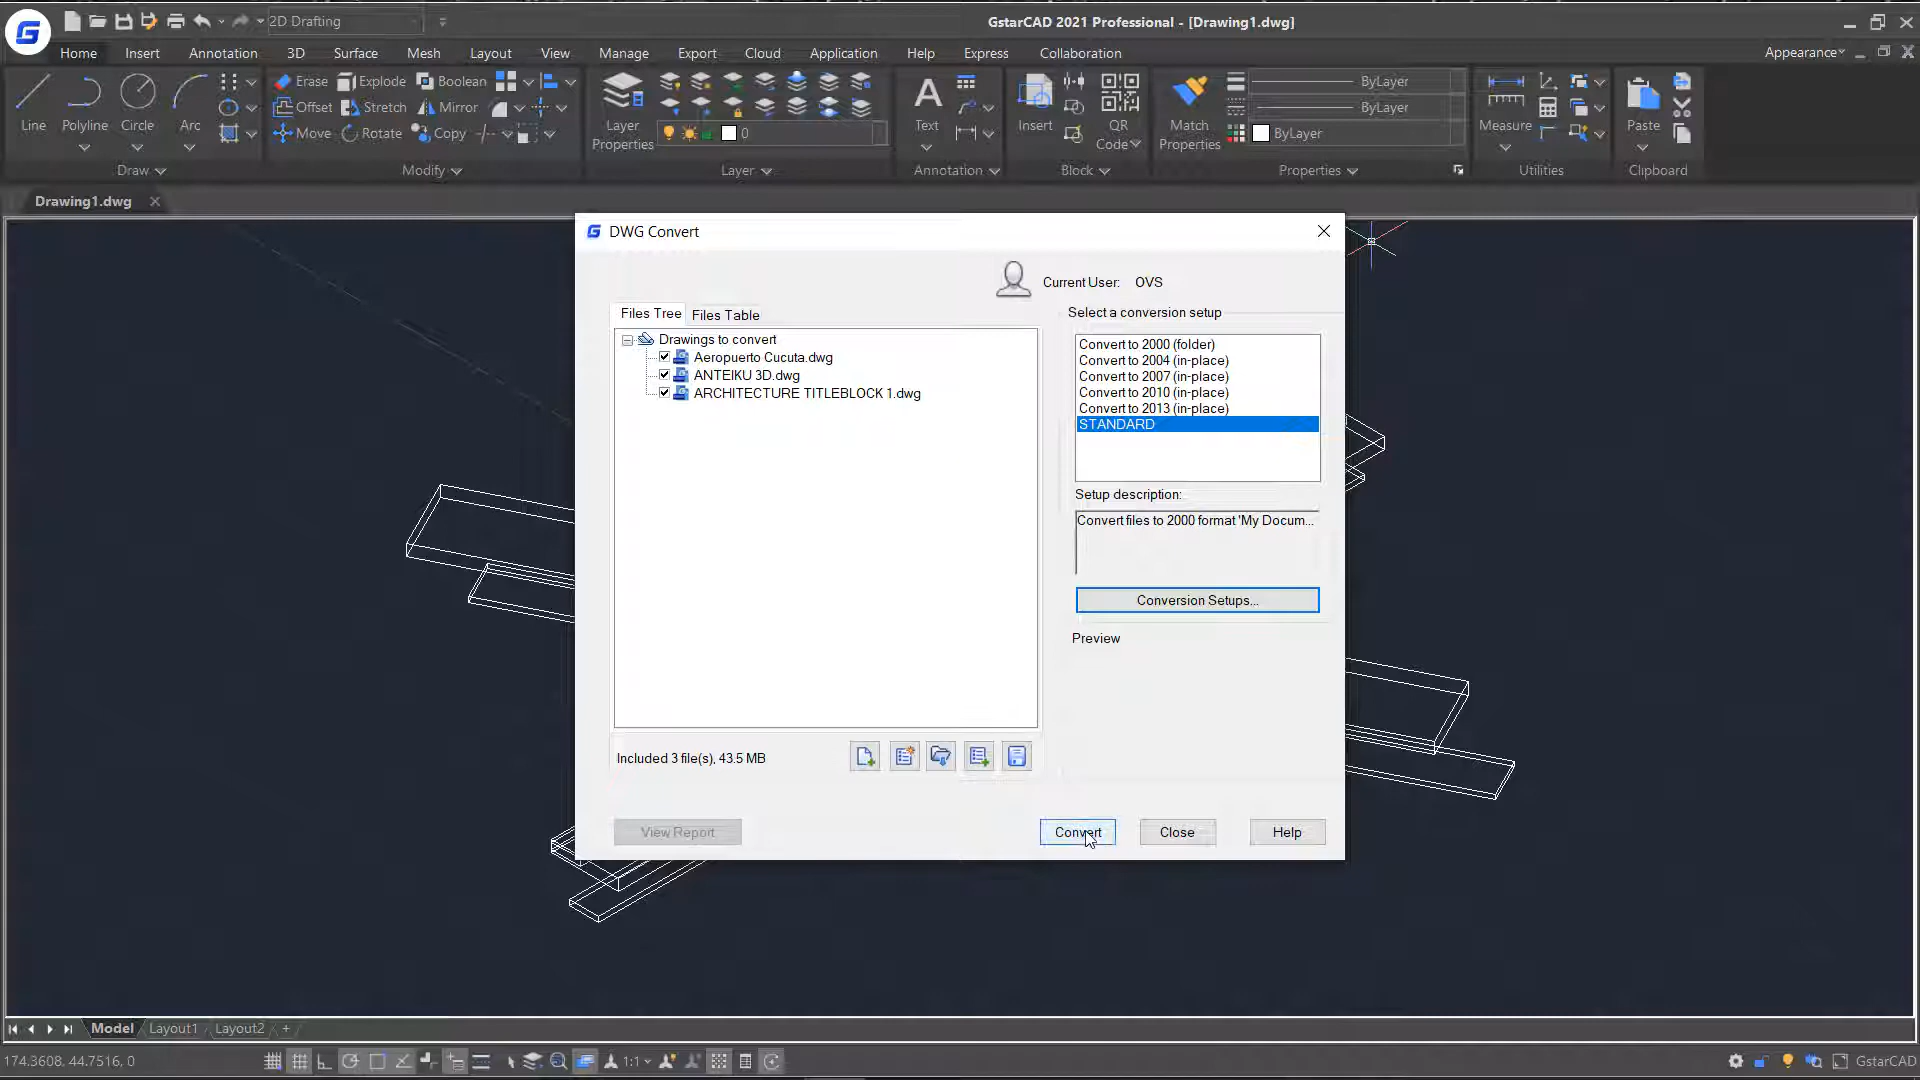 2D Drafting
GstarCAD 2021 Professional - [Drawing1.dwg]
Home Insert Annotation 3D Surface Mesh Layout View Manage Export Cloud Application Help Express Collaboration Appearance
Line Polyline Circle Arc
Draw
Erase Explode Boolean
Offset Stretch Mirror
Move Rotate Copy
Modify
Layer Properties
0
Layer
Text
Annotation
Insert
QR Code
Block
Match Properties
ByLayer
ByLayer
ByLayer
Properties
Measure
Utilities
Paste
Clipboard
Drawing1.dwg
DWG Convert
Current User: OVS
Files Tree Files Table
Drawings to convert
Aeropuerto Cucuta.dwg
ANTEIKU 3D.dwg
ARCHITECTURE TITLEBLOCK 1.dwg
Included 3 file(s), 43.5 MB
Select a conversion setup
Convert to 2000 (folder)
Convert to 2004 (in-place)
Convert to 2007 (in-place)
Convert to 2010 (in-place)
Convert to 2013 (in-place)
STANDARD
Setup description:
Convert files to 2000 format 'My Docum...
Conversion Setups...
Preview
View Report Convert Close Help
Model Layout1 Layout2 +
174.3608, 44.7516, 0
1:1
GstarCAD